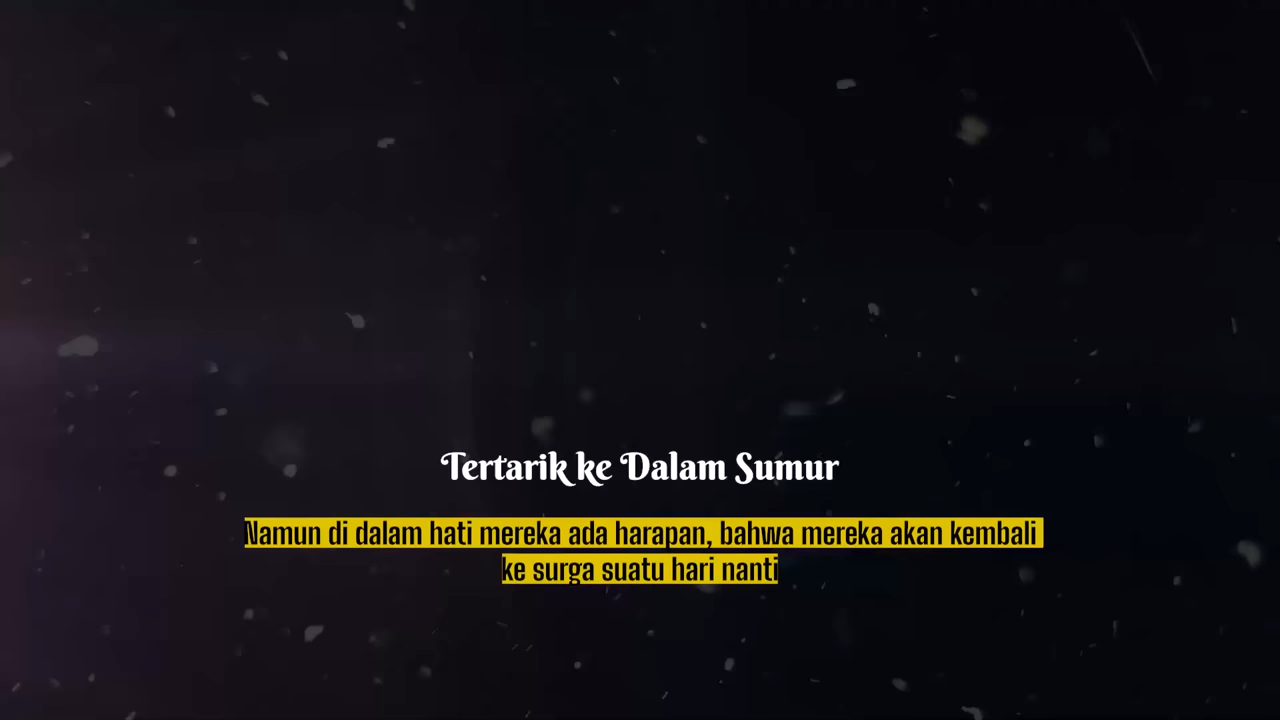 Tertarik ke Dalam Sumur
Namun di dalam hati mereka ada harapan, bahwa mereka akan kembali
ke surga suatu hari nanti